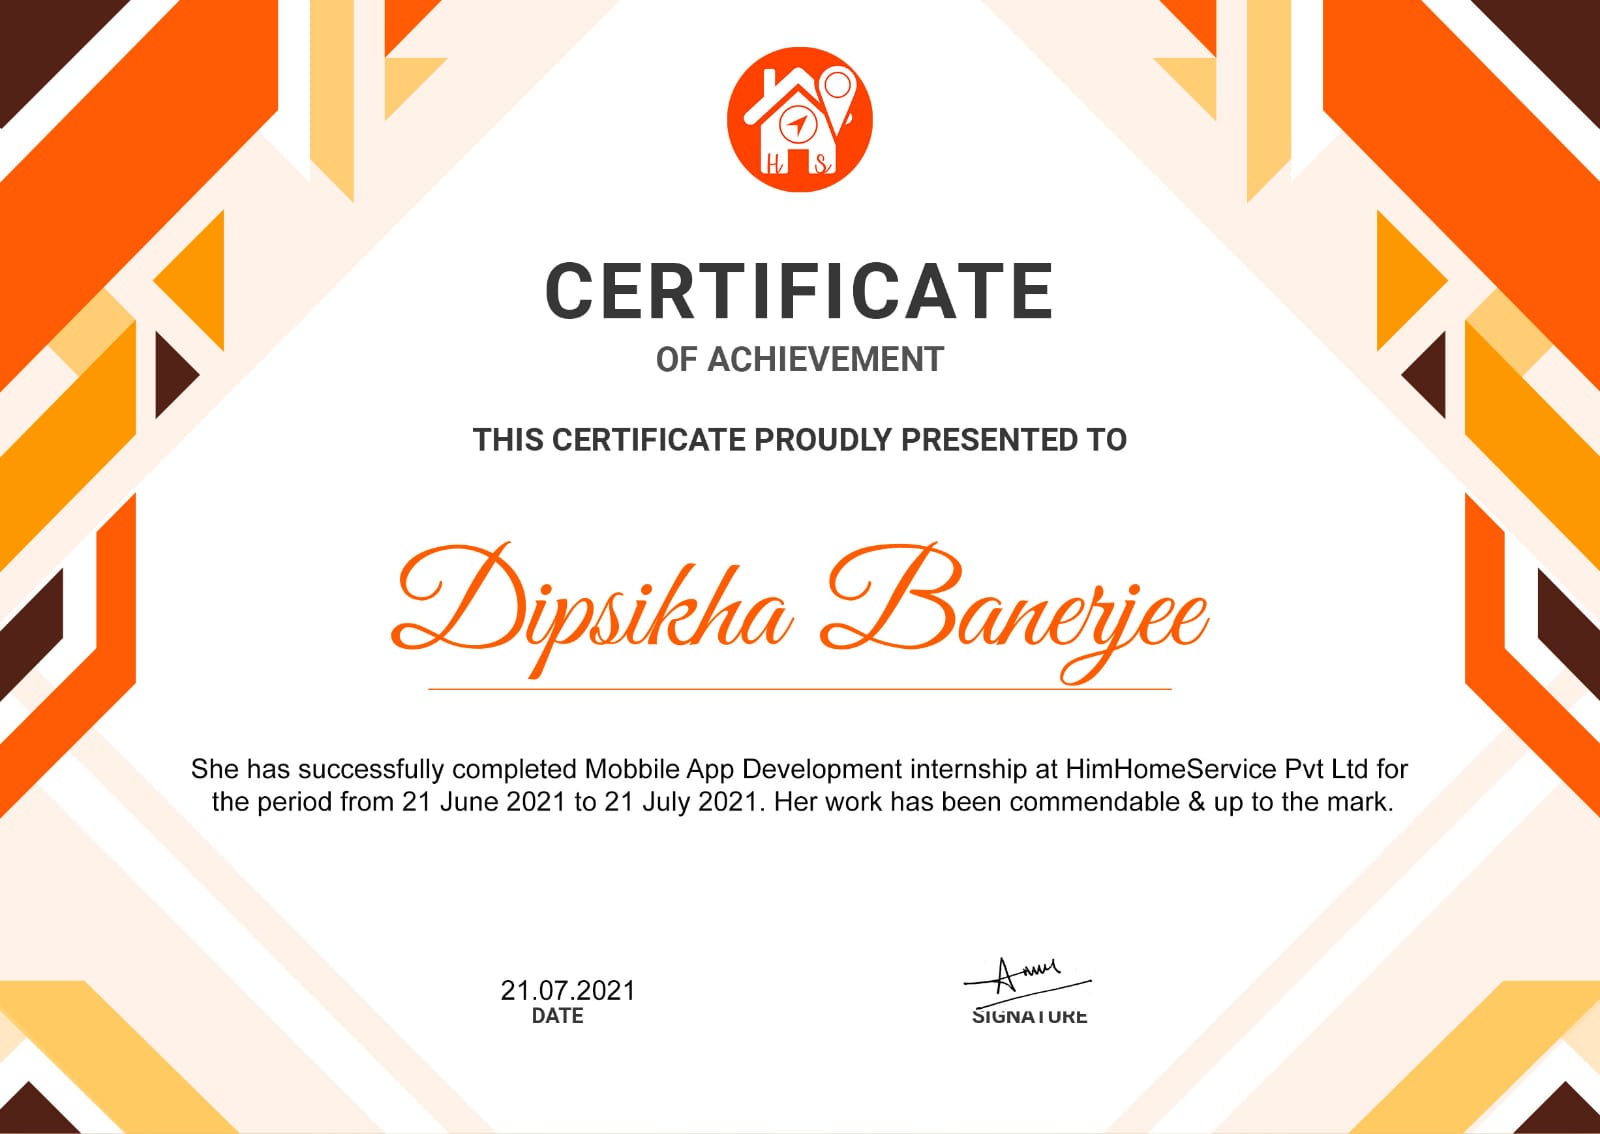 H S
CERTIFICATE
OF ACHIEVEMENT
THIS CERTIFICATE PROUDLY PRESENTED TO
Dipsikha Banerjee
She has successfully completed Mobbile App Development internship at HimHomeService Pvt Ltd for
the period from 21 June 2021 to 21 July 2021. Her work has been commendable & up to the mark.
21.07.2021
DATE
SIGNATURE